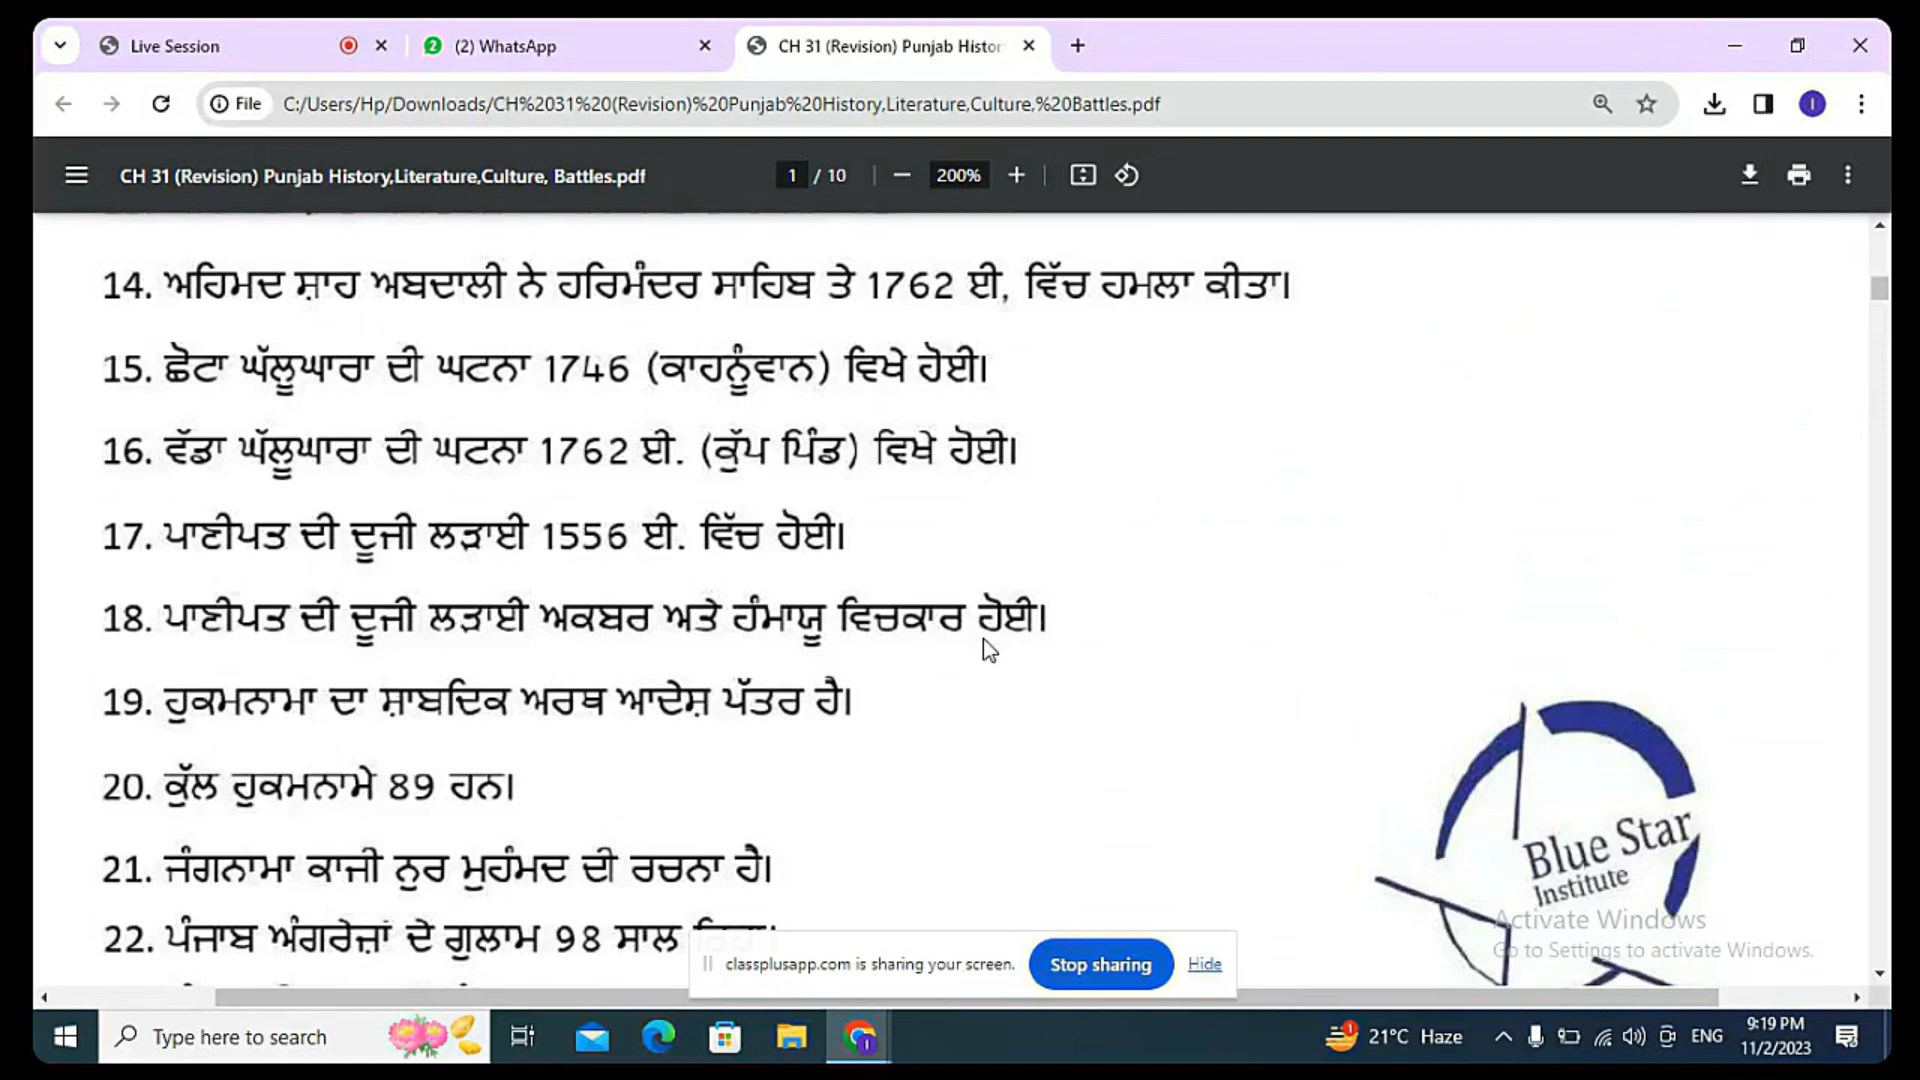 Live Session
(2) WhatsApp
CH 31 (Revision) Punjab Histor
File
C:/Users/Hp/Downloads/CH%2031%20(Revision)%20Punjab%20History,Literature,Culture,%20Battles.pdf
CH 31 (Revision) Punjab History,Literature,Culture, Battles.pdf
1 / 10
200%
14. ਅਹਿਮਦ ਸ਼ਾਹ ਅਬਦਾਲੀ ਨੇ ਹਰਿਮੰਦਰ ਸਾਹਿਬ ਤੇ 1762 ਈ, ਵਿੱਚ ਹਮਲਾ ਕੀਤਾ।
15. ਛੋਟਾ ਘੱਲੂਘਾਰਾ ਦੀ ਘਟਨਾ 1746 (ਕਾਹਨੂੰਵਾਨ) ਵਿਖੇ ਹੋਈ।
16. ਵੱਡਾ ਘੱਲੂਘਾਰਾ ਦੀ ਘਟਨਾ 1762 ਈ. (ਕੁੱਪ ਪਿੰਡ) ਵਿਖੇ ਹੋਈ।
17. ਪਾਣੀਪਤ ਦੀ ਦੂਜੀ ਲੜਾਈ 1556 ਈ. ਵਿੱਚ ਹੋਈ।
18. ਪਾਣੀਪਤ ਦੀ ਦੂਜੀ ਲੜਾਈ ਅਕਬਰ ਅਤੇ ਹੰਮਾਯੂ ਵਿਚਕਾਰ ਹੋਈ।
19. ਹੁਕਮਨਾਮਾ ਦਾ ਸ਼ਾਬਦਿਕ ਅਰਥ ਆਦੇਸ਼ ਪੱਤਰ ਹੈ।
20. ਕੁੱਲ ਹੁਕਮਨਾਮੇ 89 ਹਨ।
21. ਜੰਗਨਾਮਾ ਕਾਜੀ ਨੁਰ ਮੁਹੰਮਦ ਦੀ ਰਚਨਾ ਹੈ।
22. ਪੰਜਾਬ ਅੰਗਰੇਜ਼ਾਂ ਦੇ ਗੁਲਾਮ 98 ਸਾਲ
Blue Star
Institute
Activate Windows
Go to Settings to activate Windows.
classplusapp.com is sharing your screen.
Stop sharing
Hide
Type here to search
21°C Haze
ENG
9:19 PM
11/2/2023